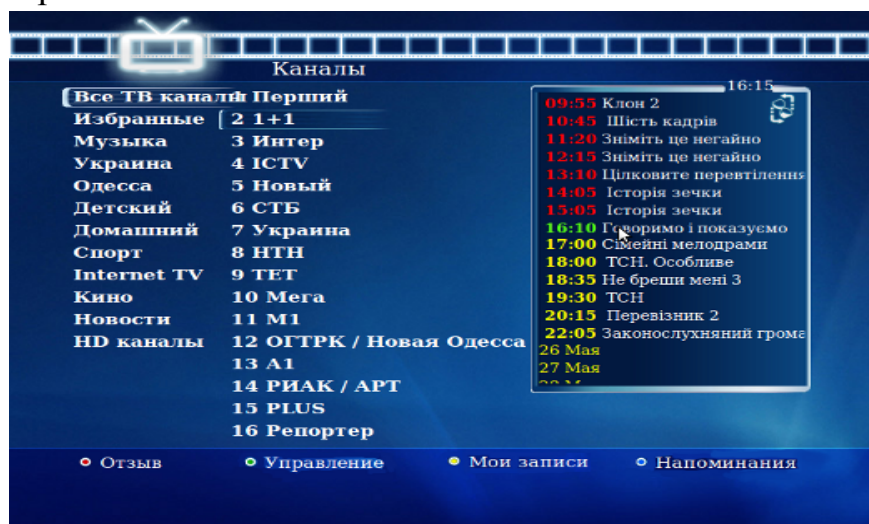 Каналы
16:15
Все ТВ каналы
Избранные
Музыка
Украина
Одесса
Детский
Домашний
Спорт
Internet TV
Кино
Новости
HD каналы
1 Перший
2 1+1
3 Интер
4 ICTV
5 Новый
6 СТБ
7 Украина
8 НТН
9 ТЕТ
10 Мега
11 М1
12 ОГТРК / Новая Одесса
13 А1
14 РИАК / АРТ
15 PLUS
16 Репортер
09:55 Клон 2
10:45 Шість кадрів
11:20 Зніміть це негайно
12:15 Зніміть це негайно
13:10 Цілковите перевтілення
14:05 Історія зечки
15:05 Історія зечки
16:10 Говоримо і показуємо
17:00 Сімейні мелодрами
18:00 ТСН. Особливе
18:35 Не бреши мені 3
19:30 ТСН
20:15 Перевізник 2
22:05 Законослухняний грома
26 Мая
27 Мая
Отзыв
Управление
Мои записи
Напоминания